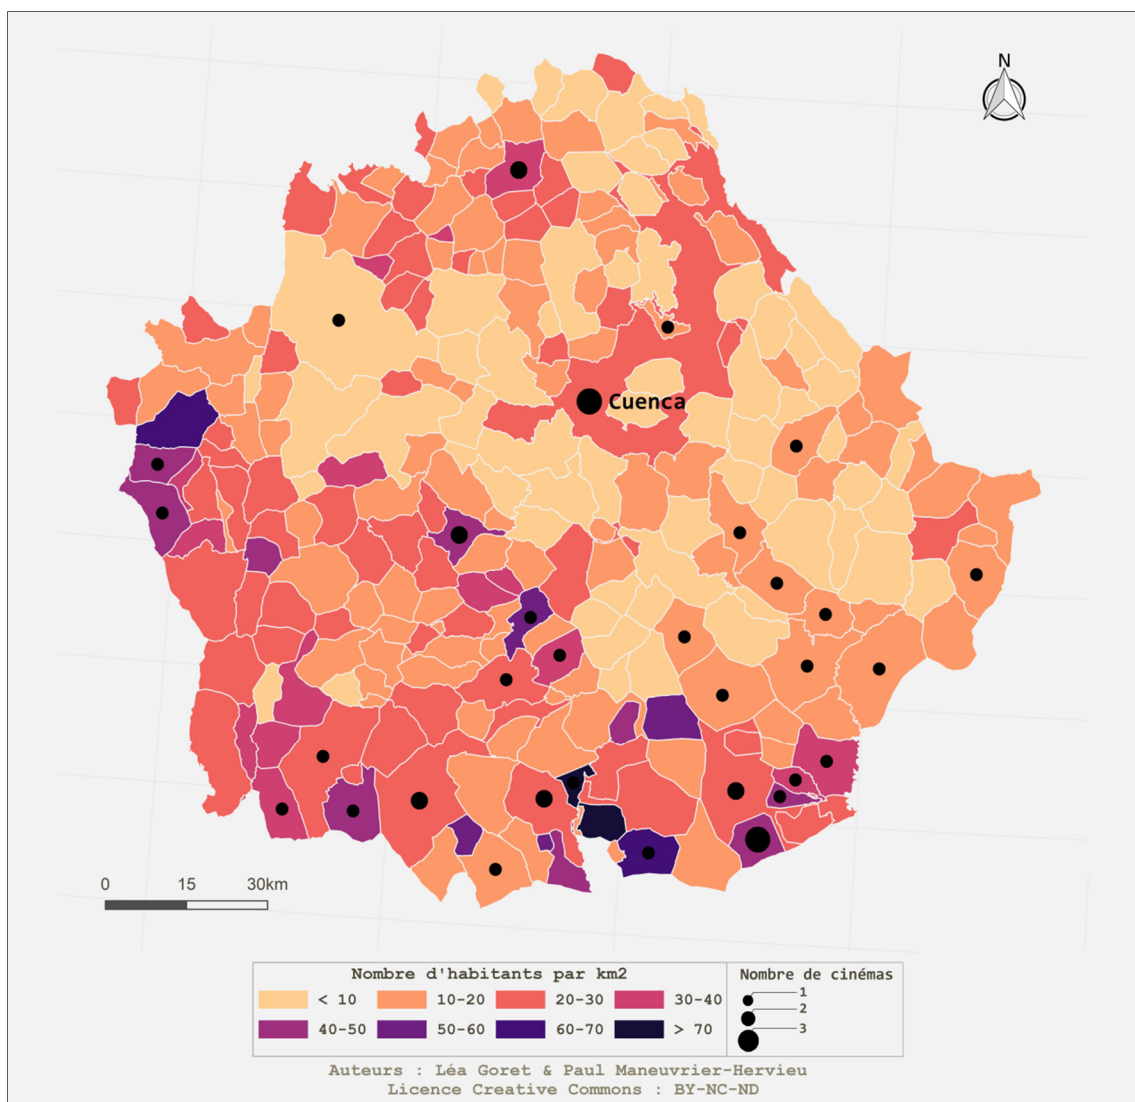 N
Cuenca
0 15 30km
Nombre d'habitants par km2
< 10 10-20 20-30 30-40
40-50 50-60 60-70 > 70
Nombre de cinémas
1
2
3
Auteurs : Léa Goret & Paul Maneuvrier-Hervieu
Licence Creative Commons : BY-NC-ND